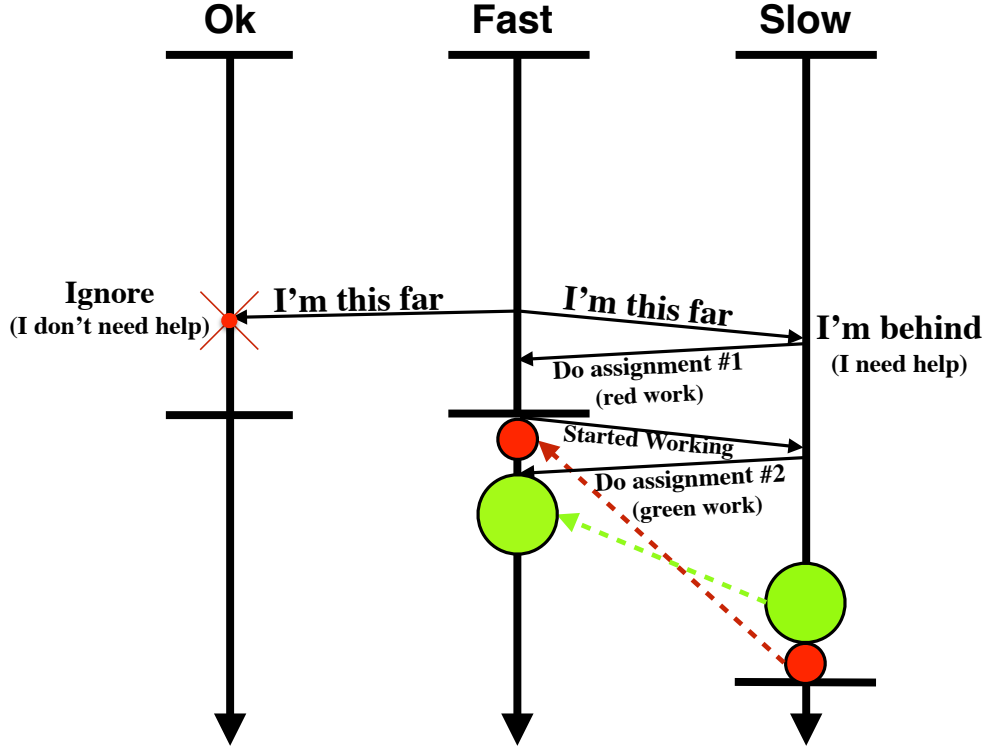 Ok
Fast
Slow
Ignore
(I don't need help)
I'm this far
I'm this far
I'm behind
(I need help)
Do assignment #1
(red work)
Started Working
Do assignment #2
(green work)